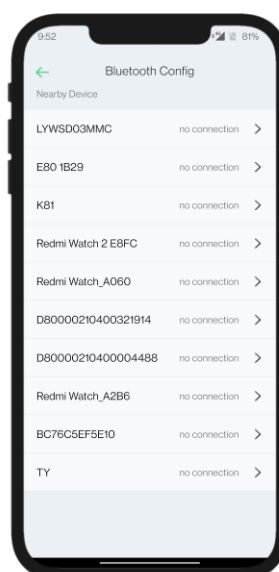 9:52 81%
Bluetooth Config
Nearby Device
LYWSD03MMC no connection
E80 1B29 no connection
K81 no connection
Redmi Watch 2 E8FC no connection
Redmi Watch_A060 no connection
D80000210400321914 no connection
D80000210400004488 no connection
Redmi Watch_A2B6 no connection
BC76C5EF5E10 no connection
TY no connection